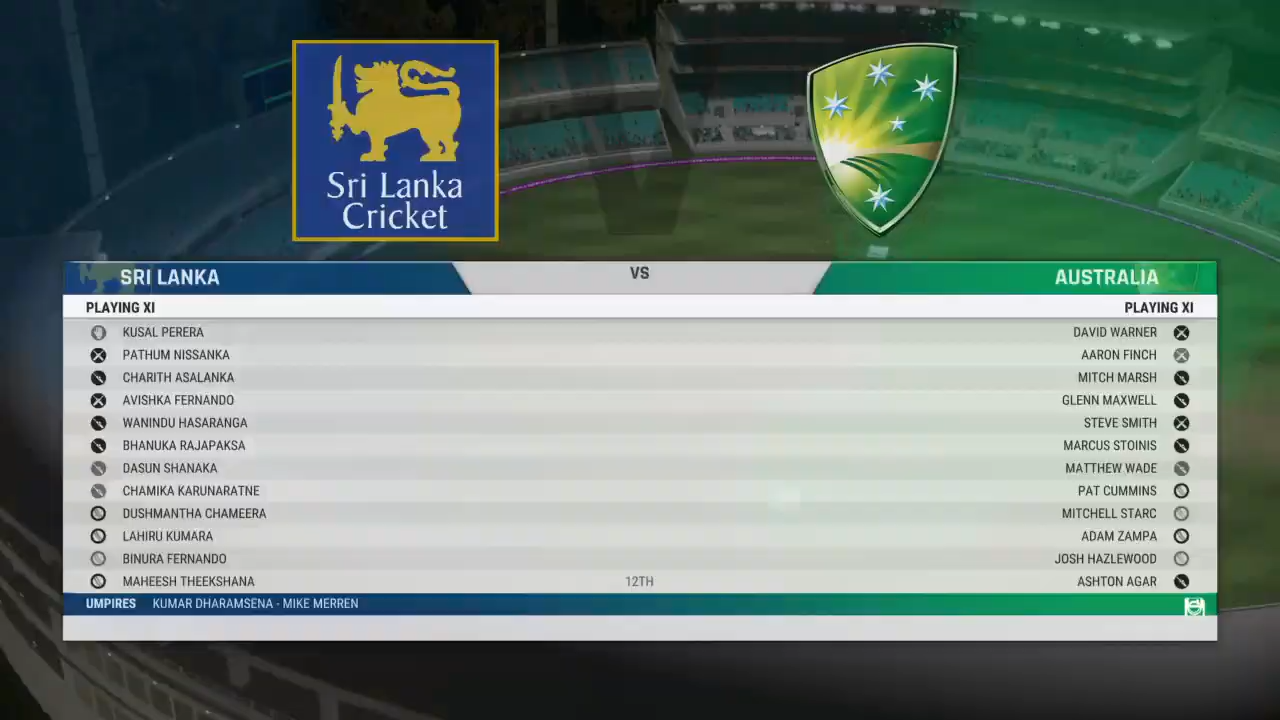 Sri Lanka
Cricket
SRI LANKA VS AUSTRALIA
PLAYING XI PLAYING XI
KUSAL PERERA DAVID WARNER
PATHUM NISSANKA AARON FINCH
CHARITH ASALANKA MITCH MARSH
AVISHKA FERNANDO GLENN MAXWELL
WANINDU HASARANGA STEVE SMITH
BHANUKA RAJAPAKSA MARCUS STOINIS
DASUN SHANAKA MATTHEW WADE
CHAMIKA KARUNARATNE PAT CUMMINS
DUSHMANTHA CHAMEERA MITCHELL STARC
LAHIRU KUMARA ADAM ZAMPA
BINURA FERNANDO JOSH HAZLEWOOD
MAHEESH THEEKSHANA 12TH ASHTON AGAR
UMPIRES KUMAR DHARAMSENA - MIKE MERREN